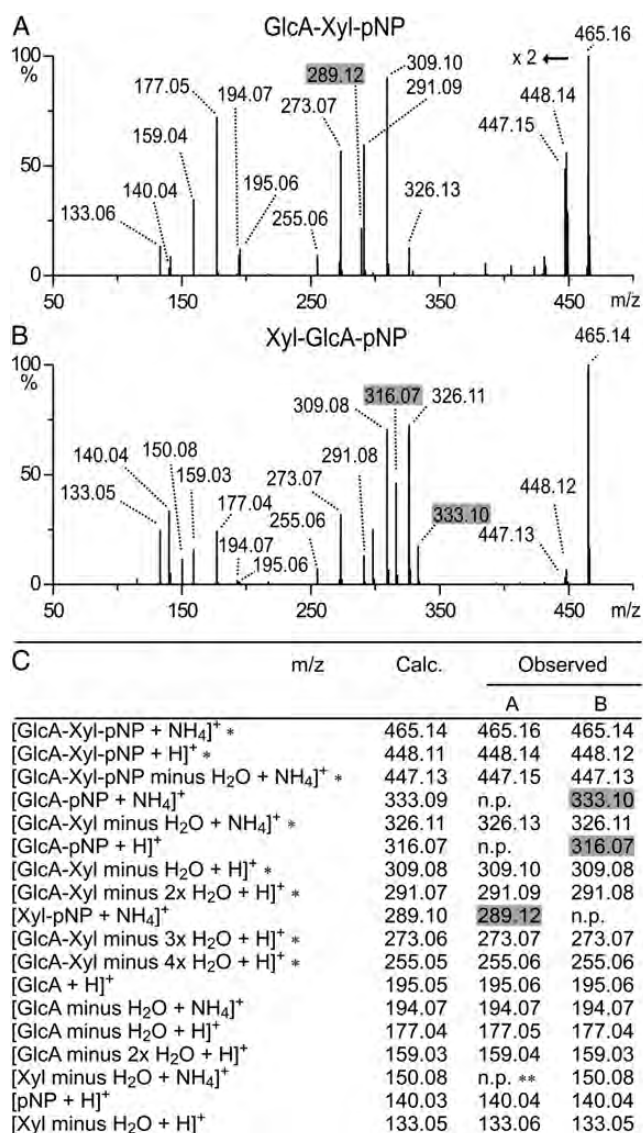 A
GlcA-Xyl-pNP
465.16
100
%
x 2
309.10
289.12
291.09
177.05
194.07
273.07
448.14
447.15
159.04
50
140.04
195.06
326.13
133.06
255.06
0
50 150 250 350 450 m/z
B
Xyl-GlcA-pNP
465.14
100
%
316.07
326.11
309.08
150.08
140.04
159.03
273.07
291.08
133.05
177.04
50
255.06
333.10
448.12
194.07
195.06
447.13
0
50 150 250 350 450 m/z
C m/z Calc. Observed
A B
[GlcA-Xyl-pNP + NH₄]⁺ * 465.14 465.16 465.14
[GlcA-Xyl-pNP + H]⁺ * 448.11 448.14 448.12
[GlcA-Xyl-pNP minus H₂O + NH₄]⁺ * 447.13 447.15 447.13
[GlcA-pNP + NH₄]⁺ 333.09 n.p. 333.10
[GlcA-Xyl minus H₂O + NH₄]⁺ * 326.11 326.13 326.11
[GlcA-pNP + H]⁺ 316.07 n.p. 316.07
[GlcA-Xyl minus H₂O + H]⁺ * 309.08 309.10 309.08
[GlcA-Xyl minus 2x H₂O + H]⁺ * 291.07 291.09 291.08
[Xyl-pNP + NH₄]⁺ 289.10 289.12 n.p.
[GlcA-Xyl minus 3x H₂O + H]⁺ * 273.06 273.07 273.07
[GlcA-Xyl minus 4x H₂O + H]⁺ * 255.05 255.06 255.06
[GlcA + H]⁺ 195.05 195.06 195.06
[GlcA minus H₂O + NH₄]⁺ 194.07 194.07 194.07
[GlcA minus H₂O + H]⁺ 177.04 177.05 177.04
[GlcA minus 2x H₂O + H]⁺ 159.03 159.04 159.03
[Xyl minus H₂O + NH₄]⁺ 150.08 n.p. ** 150.08
[pNP + H]⁺ 140.03 140.04 140.04
[Xyl minus H₂O + H]⁺ 133.05 133.06 133.05